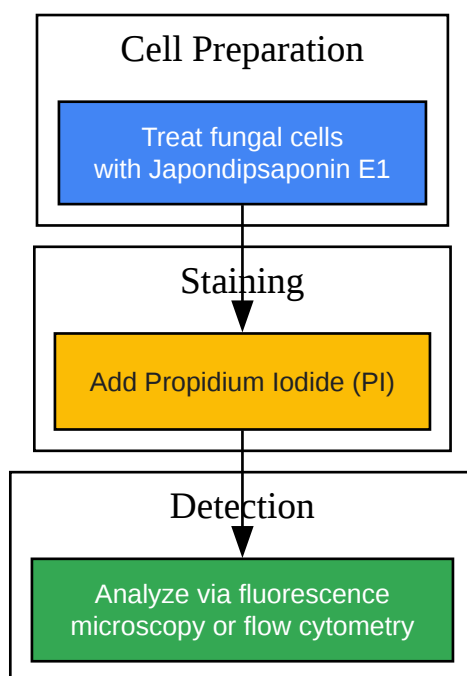 Cell Preparation
Treat fungal cells
with Japondipsaponin E1
Staining
Add Propidium Iodide (PI)
Detection
Analyze via fluorescence
microscopy or flow cytometry